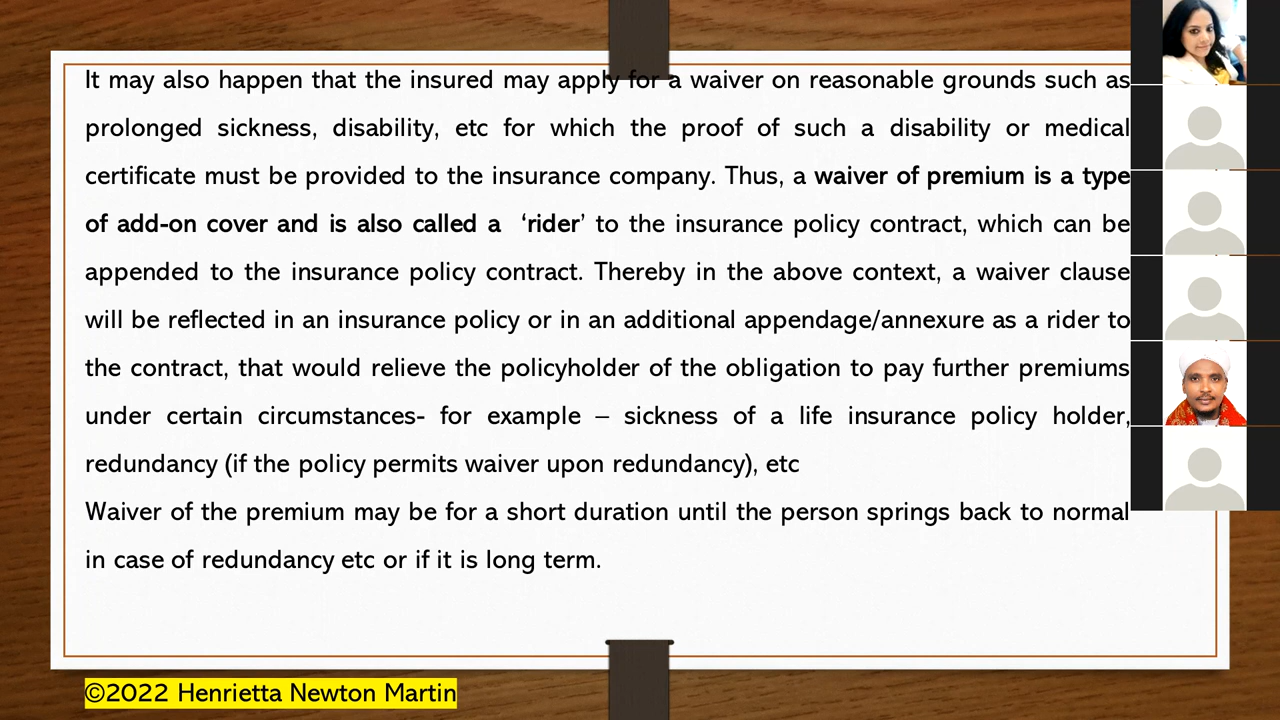 It may also happen that the insured may apply for a waiver on reasonable grounds such as
prolonged sickness, disability, etc for which the proof of such a disability or medical
certificate must be provided to the insurance company. Thus, a waiver of premium is a type
of add-on cover and is also called a ‘rider’ to the insurance policy contract, which can be
appended to the insurance policy contract. Thereby in the above context, a waiver clause
will be reflected in an insurance policy or in an additional appendage/annexure as a rider to
the contract, that would relieve the policyholder of the obligation to pay further premiums
under certain circumstances- for example – sickness of a life insurance policy holder,
redundancy (if the policy permits waiver upon redundancy), etc
Waiver of the premium may be for a short duration until the person springs back to normal
in case of redundancy etc or if it is long term.
©2022 Henrietta Newton Martin